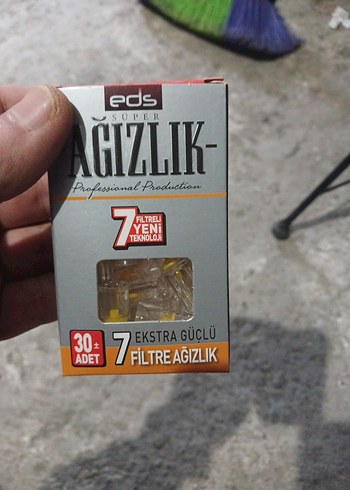 eds
SÜPER
AĞIZLIK-
Professional Production
7 FİLTRELİ
YENİ
TEKNOLOJİ
30±
ADET
7 EKSTRA GÜÇLÜ
FİLTRE AĞIZLIK